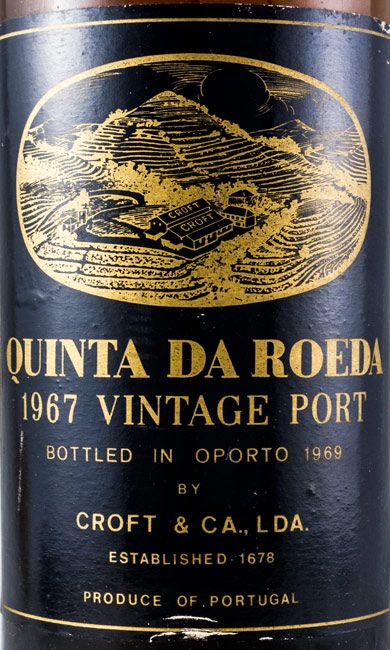 CROFT
CROFT
QUINTA DA ROEDA
1967 VINTAGE PORT
BOTTLED IN OPORTO 1969
BY
CROFT & CA., LDA.
ESTABLISHED 1678
PRODUCE OF PORTUGAL